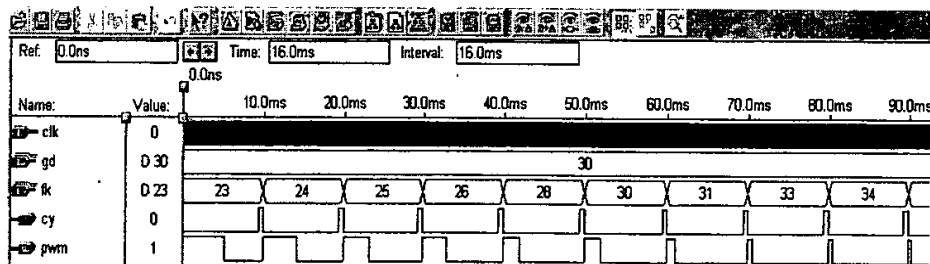 Ref: 0.0ns Time: 16.0ms Interval: 16.0ms
0.0ns
Name: Value: 10.0ms 20.0ms 30.0ms 40.0ms 50.0ms 60.0ms 70.0ms 80.0ms 90.0ms
clk 0
gd D 30 30
fk D 23 23 24 25 26 28 30 31 33 34
cy 0
pwm 1